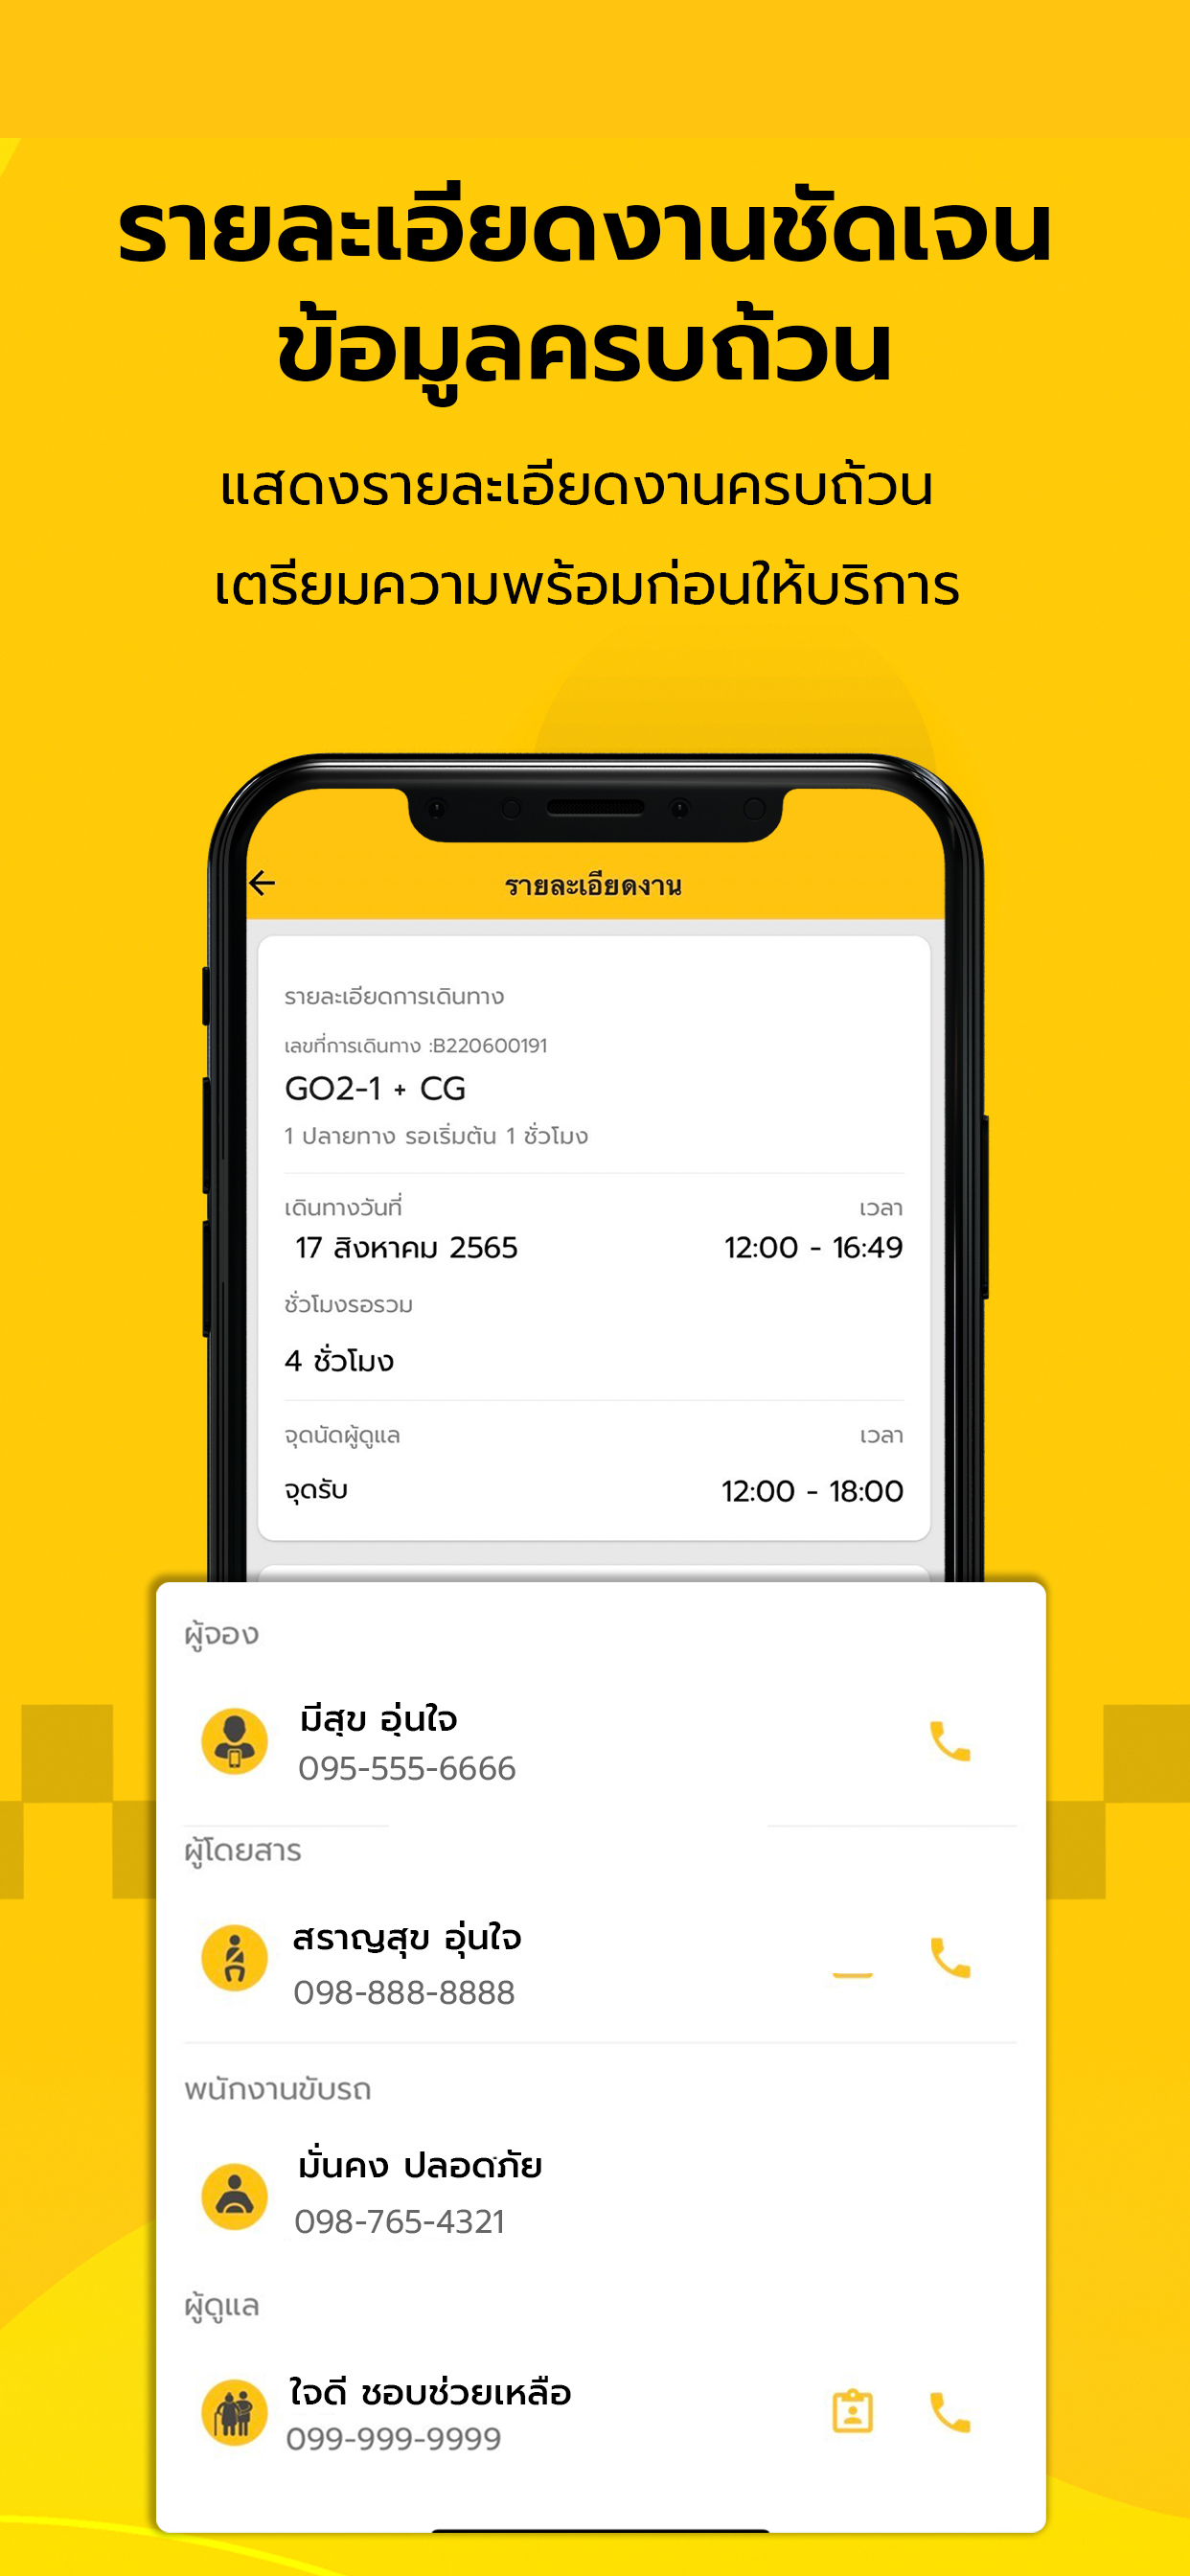 รายละเอียดงานชัดเจน
ข้อมูลครบถ้วน
แสดงรายละเอียดงานครบถ้วน
เตรียมความพร้อมก่อนให้บริการ
รายละเอียดงาน
รายละเอียดการเดินทาง
เลขที่การเดินทาง :B220600191
GO2-1 + CG
1 ปลายทาง รอเริ่มต้น 1 ชั่วโมง
เดินทางวันที่ เวลา
17 สิงหาคม 2565 12:00 - 16:49
ชั่วโมงรอรวม
4 ชั่วโมง
จุดนัดผู้ดูแล เวลา
จุดรับ 12:00 - 18:00
ผู้จอง
มีสุข อุ่นใจ
095-555-6666
ผู้โดยสาร
สราญสุข อุ่นใจ
098-888-8888
พนักงานขับรถ
มั่นคง ปลอดภัย
098-765-4321
ผู้ดูแล
ใจดี ชอบช่วยเหลือ
099-999-9999